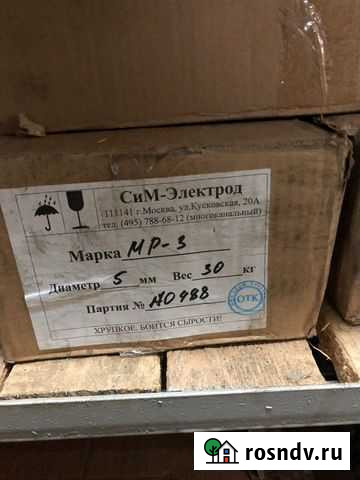 СиМ-Электрод
111141 г.Москва, ул.Кусковская, 20А
тел. (495) 788-68-12 (многоканальный)
Марка МР-3
Диаметр 5 мм Вес 30 кг
Партия № А0488
ОТК
ХРУПКОЕ. БОИТСЯ СЫРОСТИ!
rosndv.ru